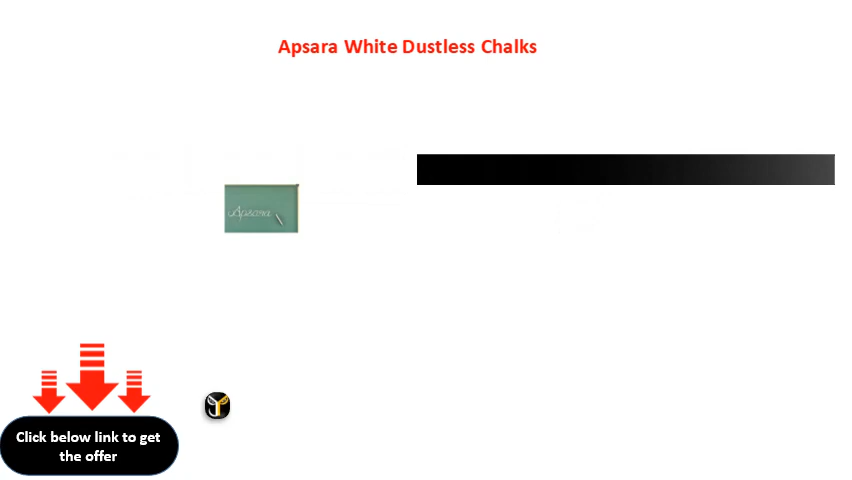 Apsara White Dustless Chalks
Apsara
Click below link to get
the offer